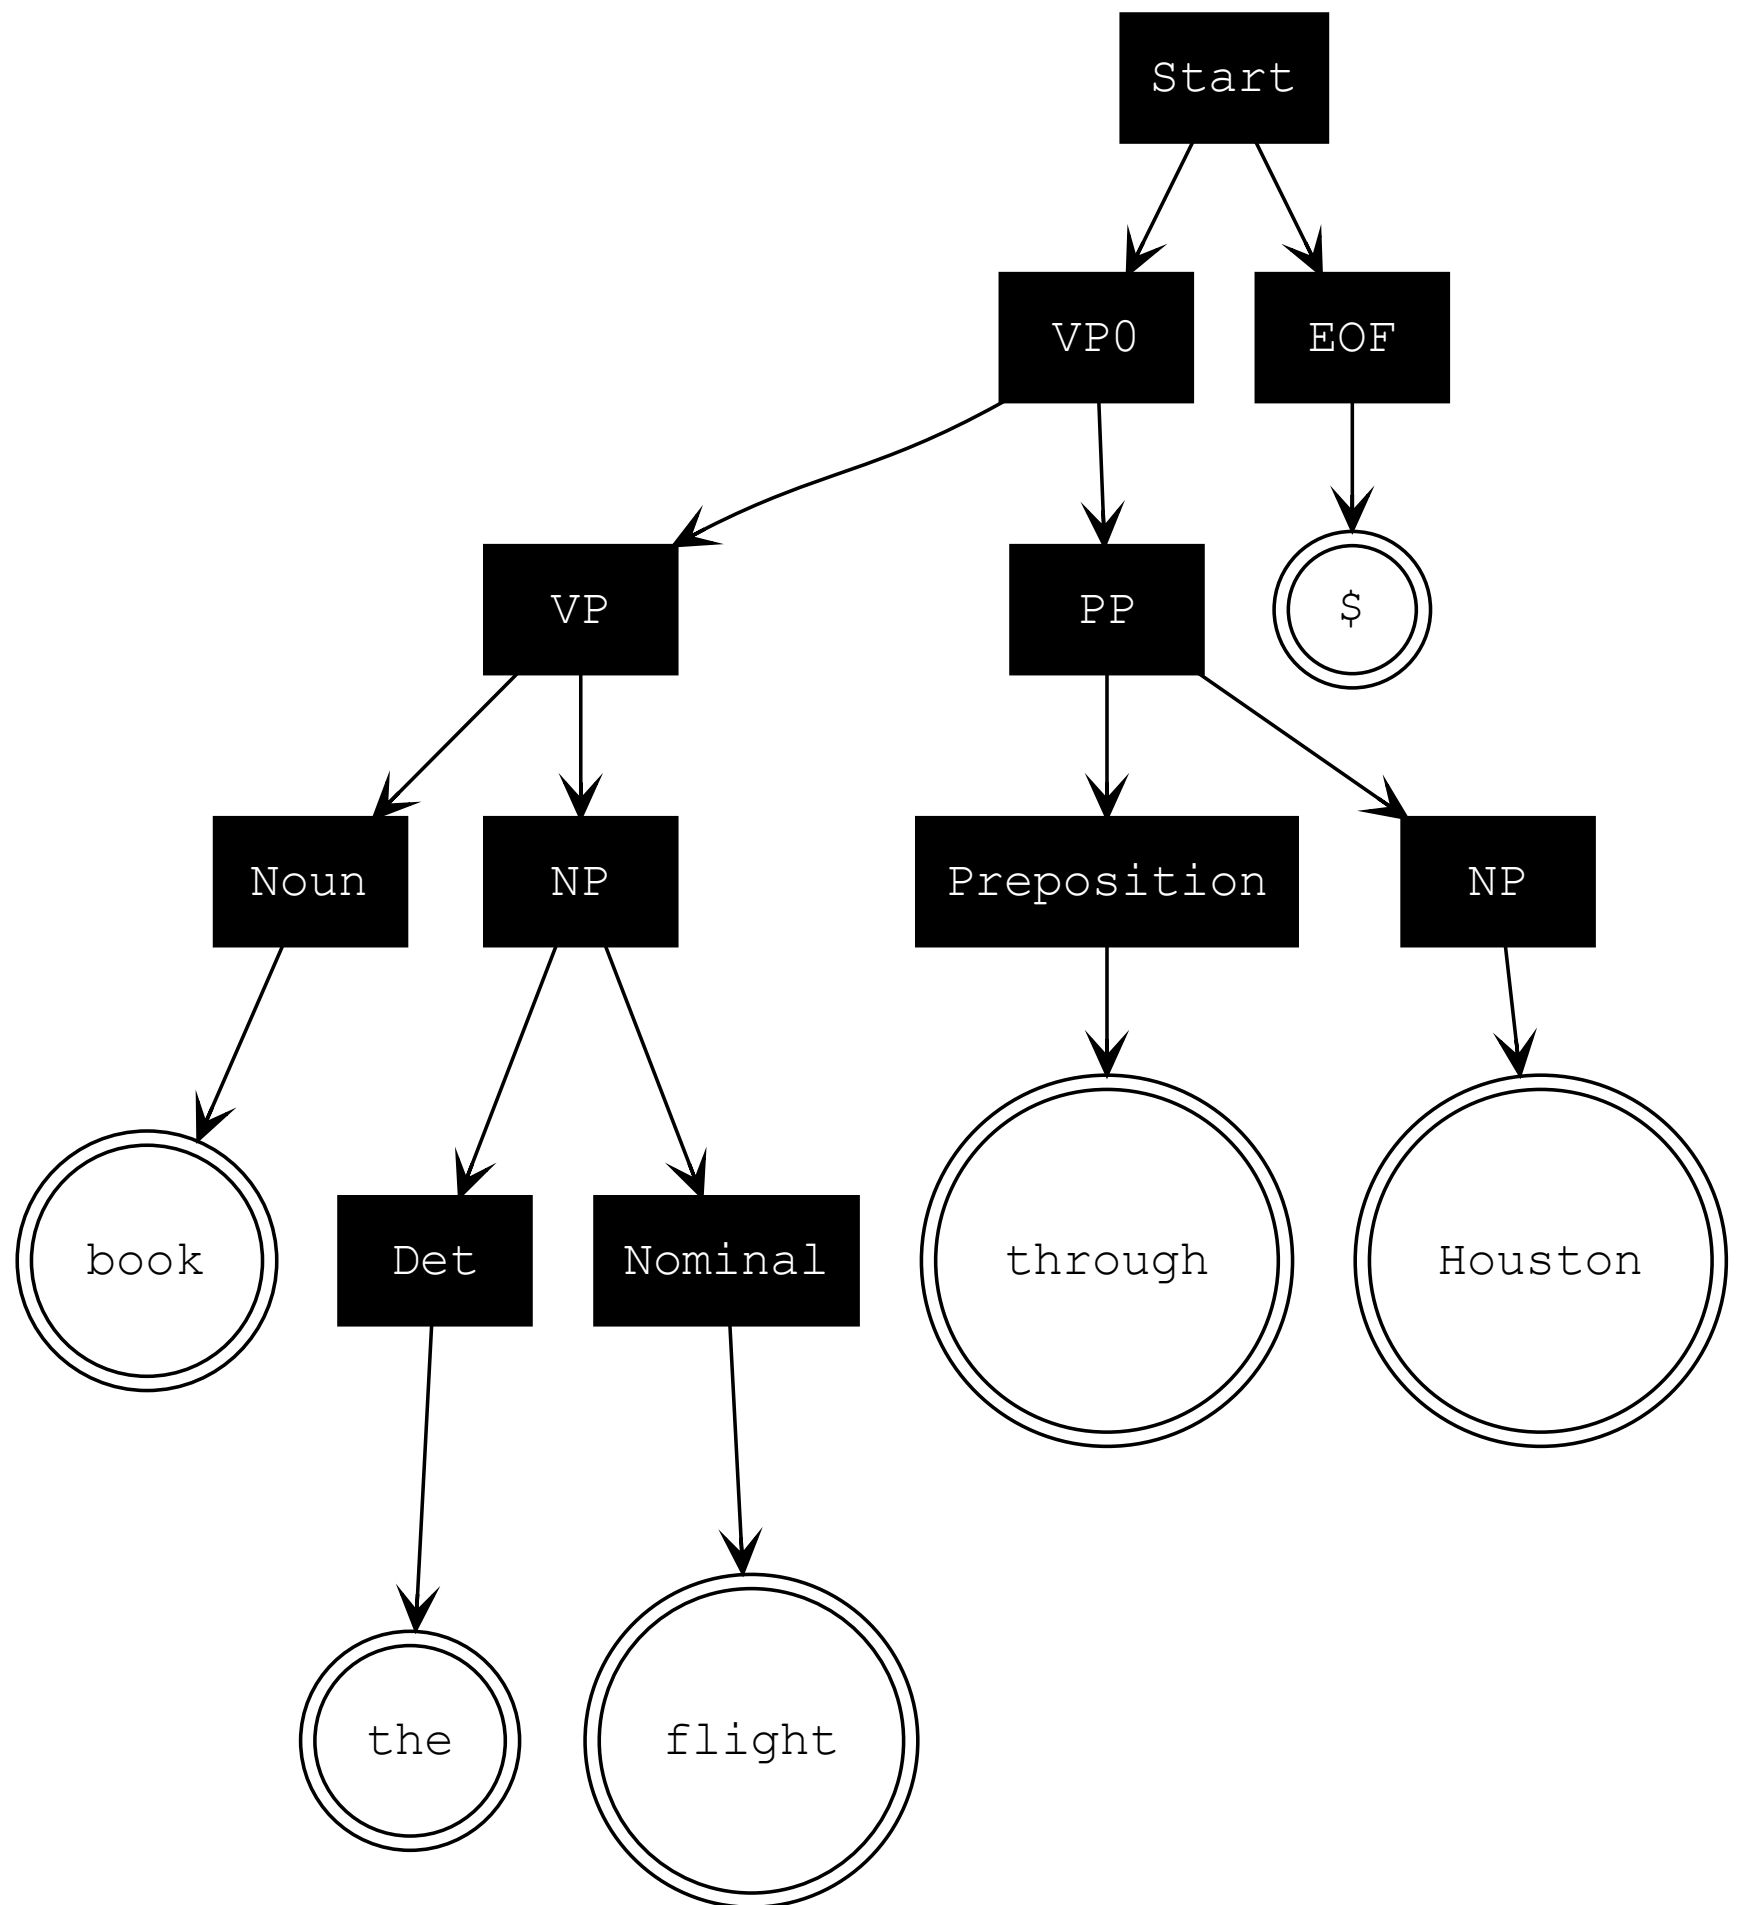 Start
VP0 EOF
VP PP $
Noun NP Preposition NP
book Det Nominal through Houston
the flight